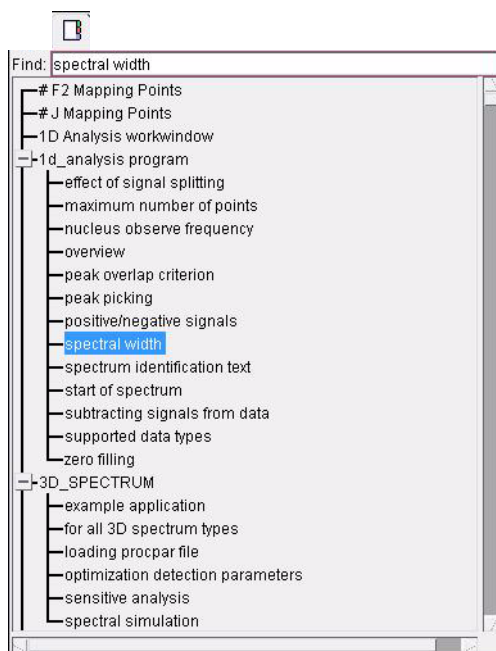 Find: spectral width
# F2 Mapping Points
# J Mapping Points
1D Analysis workwindow
1d_analysis program
effect of signal splitting
maximum number of points
nucleus observe frequency
overview
peak overlap criterion
peak picking
positive/negative signals
spectral width
spectrum identification text
start of spectrum
subtracting signals from data
supported data types
zero filling
3D_SPECTRUM
example application
for all 3D spectrum types
loading procpar file
optimization detection parameters
sensitive analysis
spectral simulation